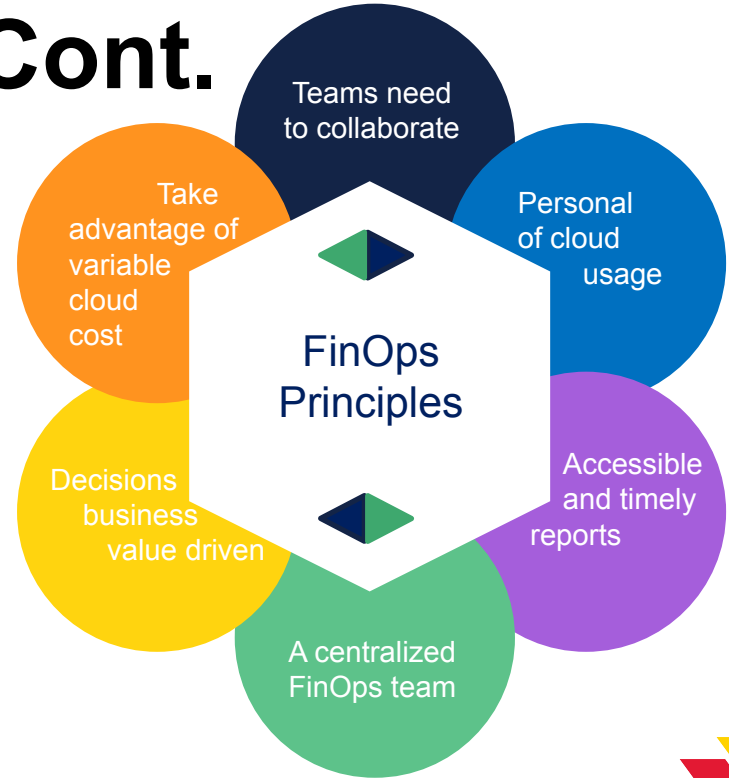 Cont.
Teams need
to collaborate
Personal
of cloud
usage
Accessible
and timely
reports
A centralized
FinOps team
Decisions
business
value driven
Take
advantage of
variable
cloud
cost
FinOps
Principles